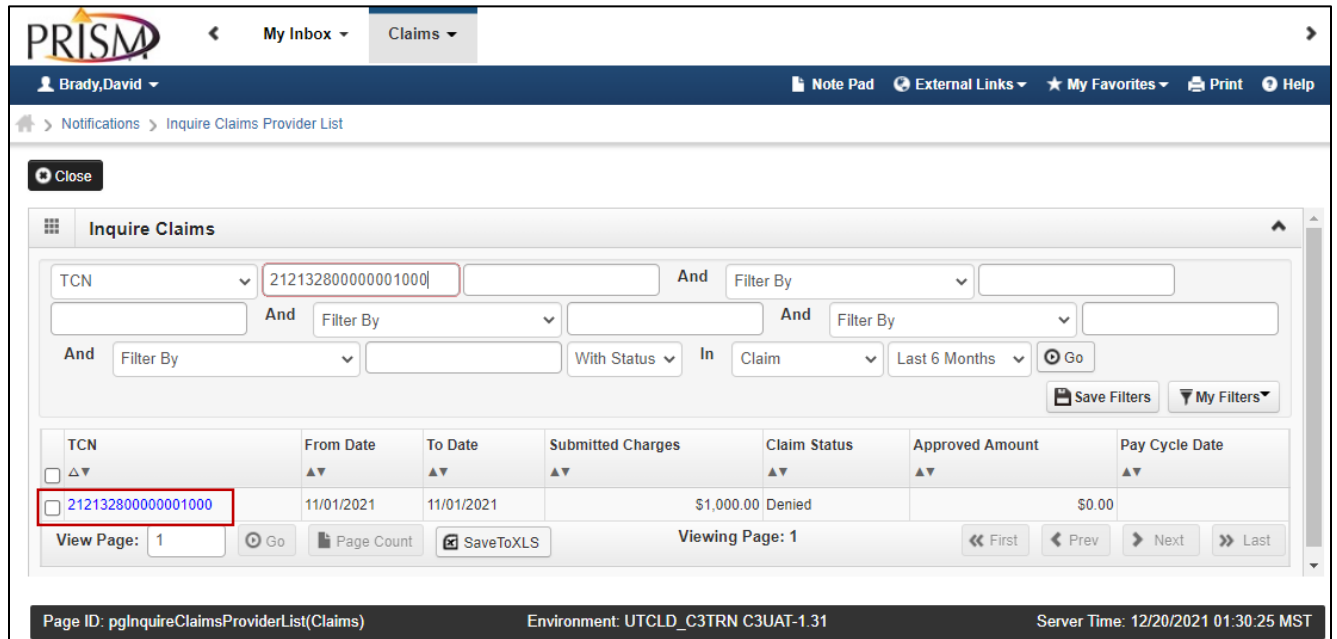 PRISM
My Inbox Claims
Brady,David Note Pad External Links My Favorites Print Help
Notifications Inquire Claims Provider List
Close
Inquire Claims
TCN 212132800000001000 And Filter By
And Filter By And Filter By
And Filter By With Status In Claim Last 6 Months Go
Save Filters My Filters
TCN From Date To Date Submitted Charges Claim Status Approved Amount Pay Cycle Date
212132800000001000 11/01/2021 11/01/2021 $1,000.00 Denied $0.00
View Page: 1 Go Page Count SaveToXLS Viewing Page: 1 First Prev Next Last
Page ID: pgInquireClaimsProviderList(Claims) Environment: UTCLD_C3TRN C3UAT-1.31 Server Time: 12/20/2021 01:30:25 MST